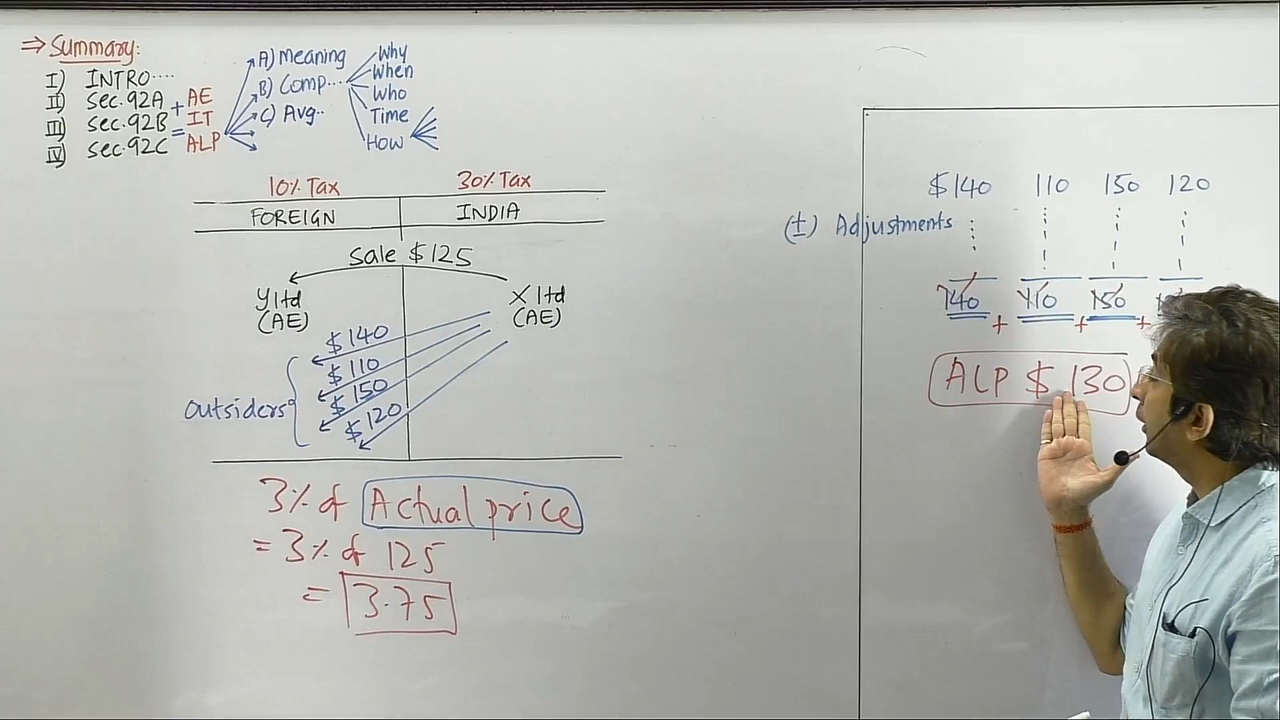 ⇒ Summary:
I) INTRO.... 
II) Sec.92A + AE
III) Sec.92B = IT
IV) Sec.92C ALP
A) Meaning
B) Comp...
C) Avg..
Why
When
Who
Time
How
10% Tax 30% Tax
FOREIGN INDIA
Sale $125
Y ltd X ltd
(AE) (AE)
$140
$110
$150
$120
Outsiders
3% of Actual price
= 3% of 125
= 3.75
$140 110 150 120
(±) Adjustments
140 + 110 + 150 +
ALP $ 130